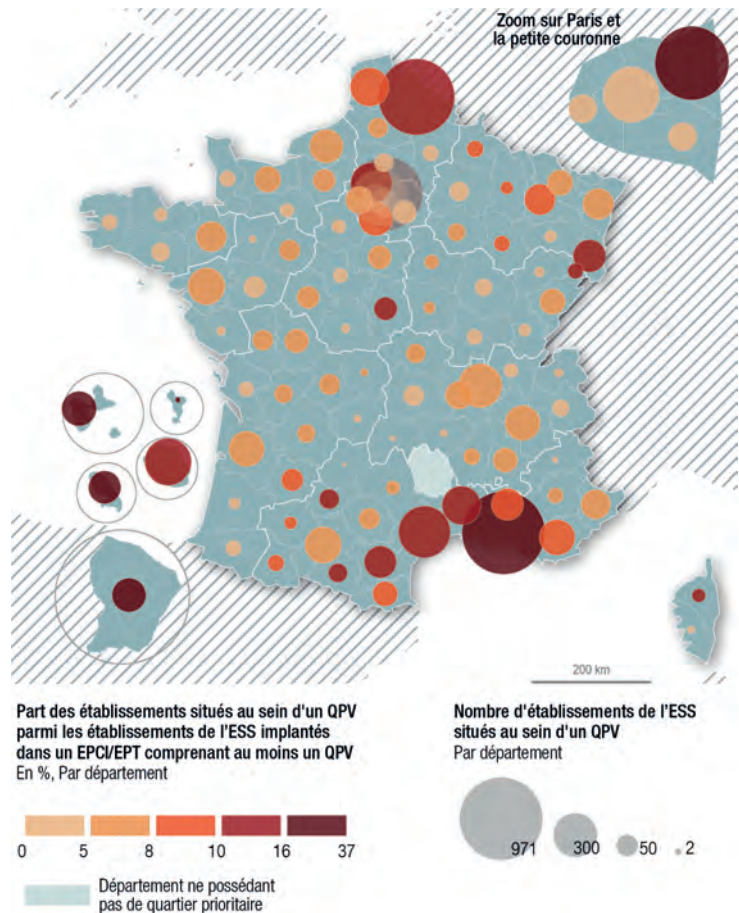 Zoom sur Paris et
la petite couronne
200 km
Part des établissements situés au sein d'un QPV
parmi les établissements de l'ESS implantés
dans un EPCI/EPT comprenant au moins un QPV
En %, Par département
0 5 8 10 16 37
Département ne possédant
pas de quartier prioritaire
Nombre d'établissements de l'ESS
situés au sein d'un QPV
Par département
971 300 50 2